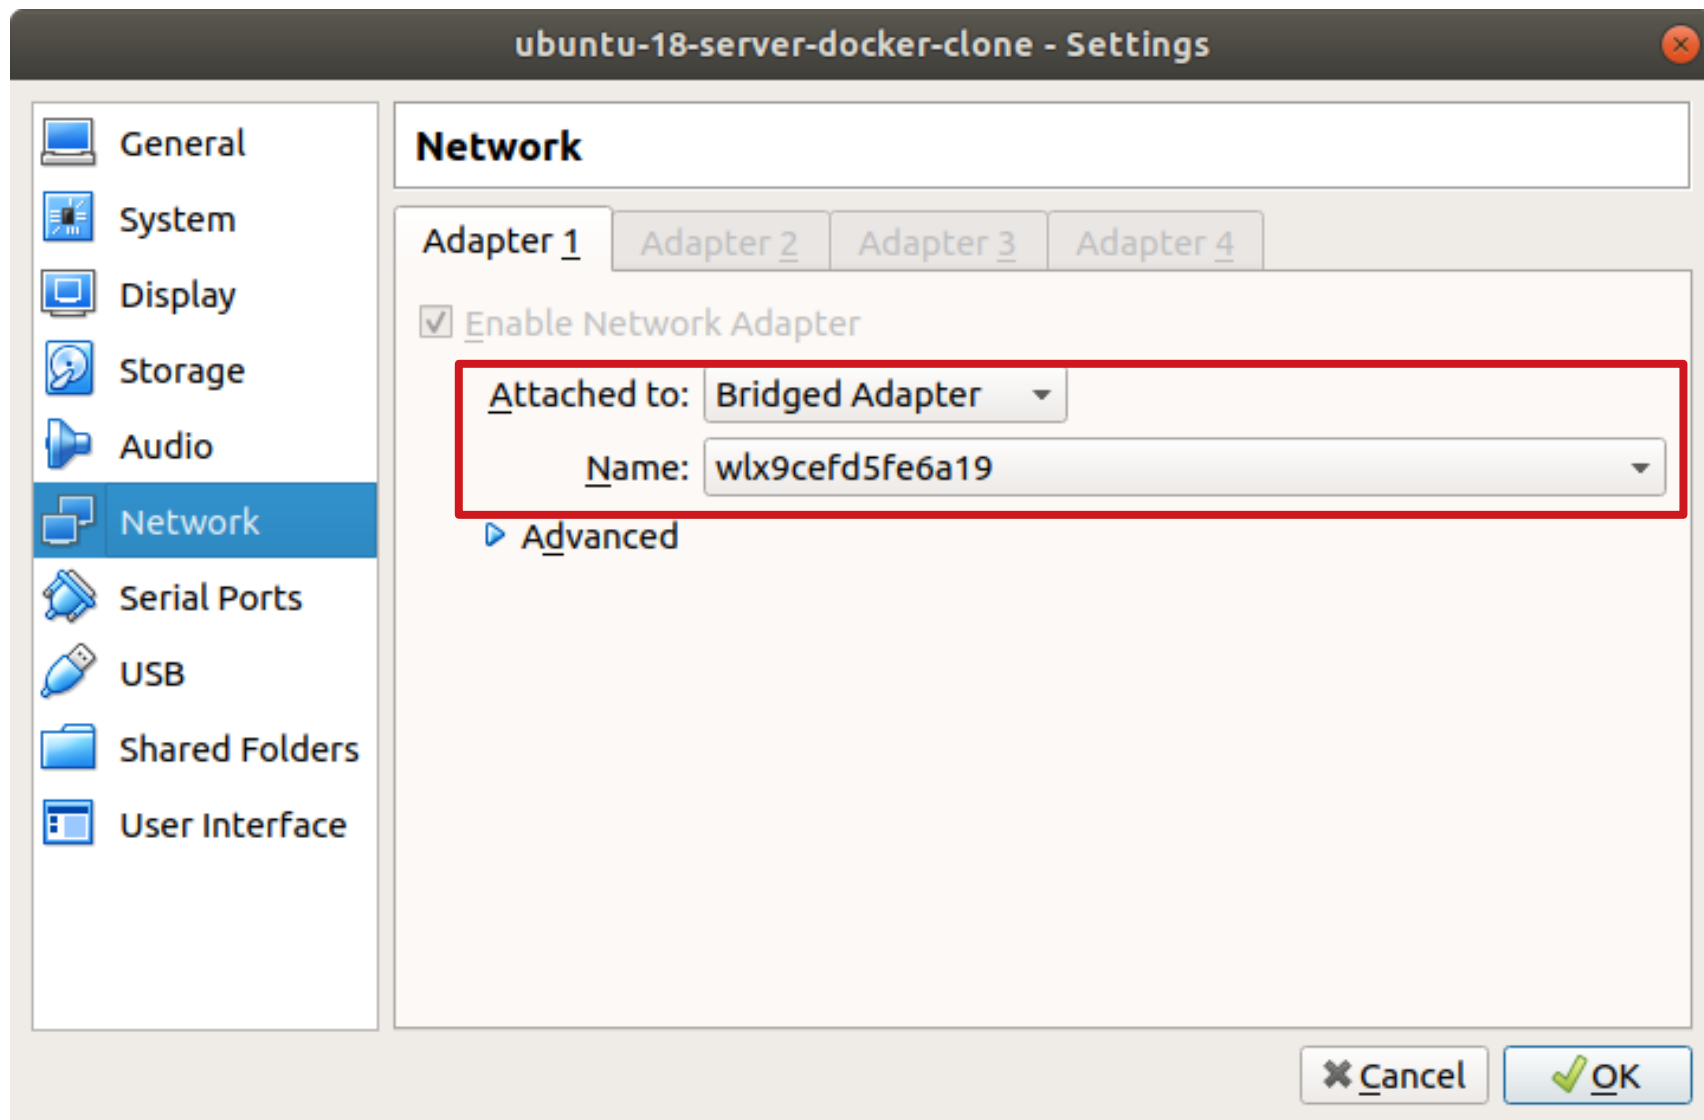 ubuntu-18-server-docker-clone - Settings
General
System
Display
Storage
Audio
Network
Serial Ports
USB
Shared Folders
User Interface
Network
Adapter 1 Adapter 2 Adapter 3 Adapter 4
Enable Network Adapter
Attached to: Bridged Adapter
Name: wlx9cefd5fe6a19
Advanced
Cancel OK